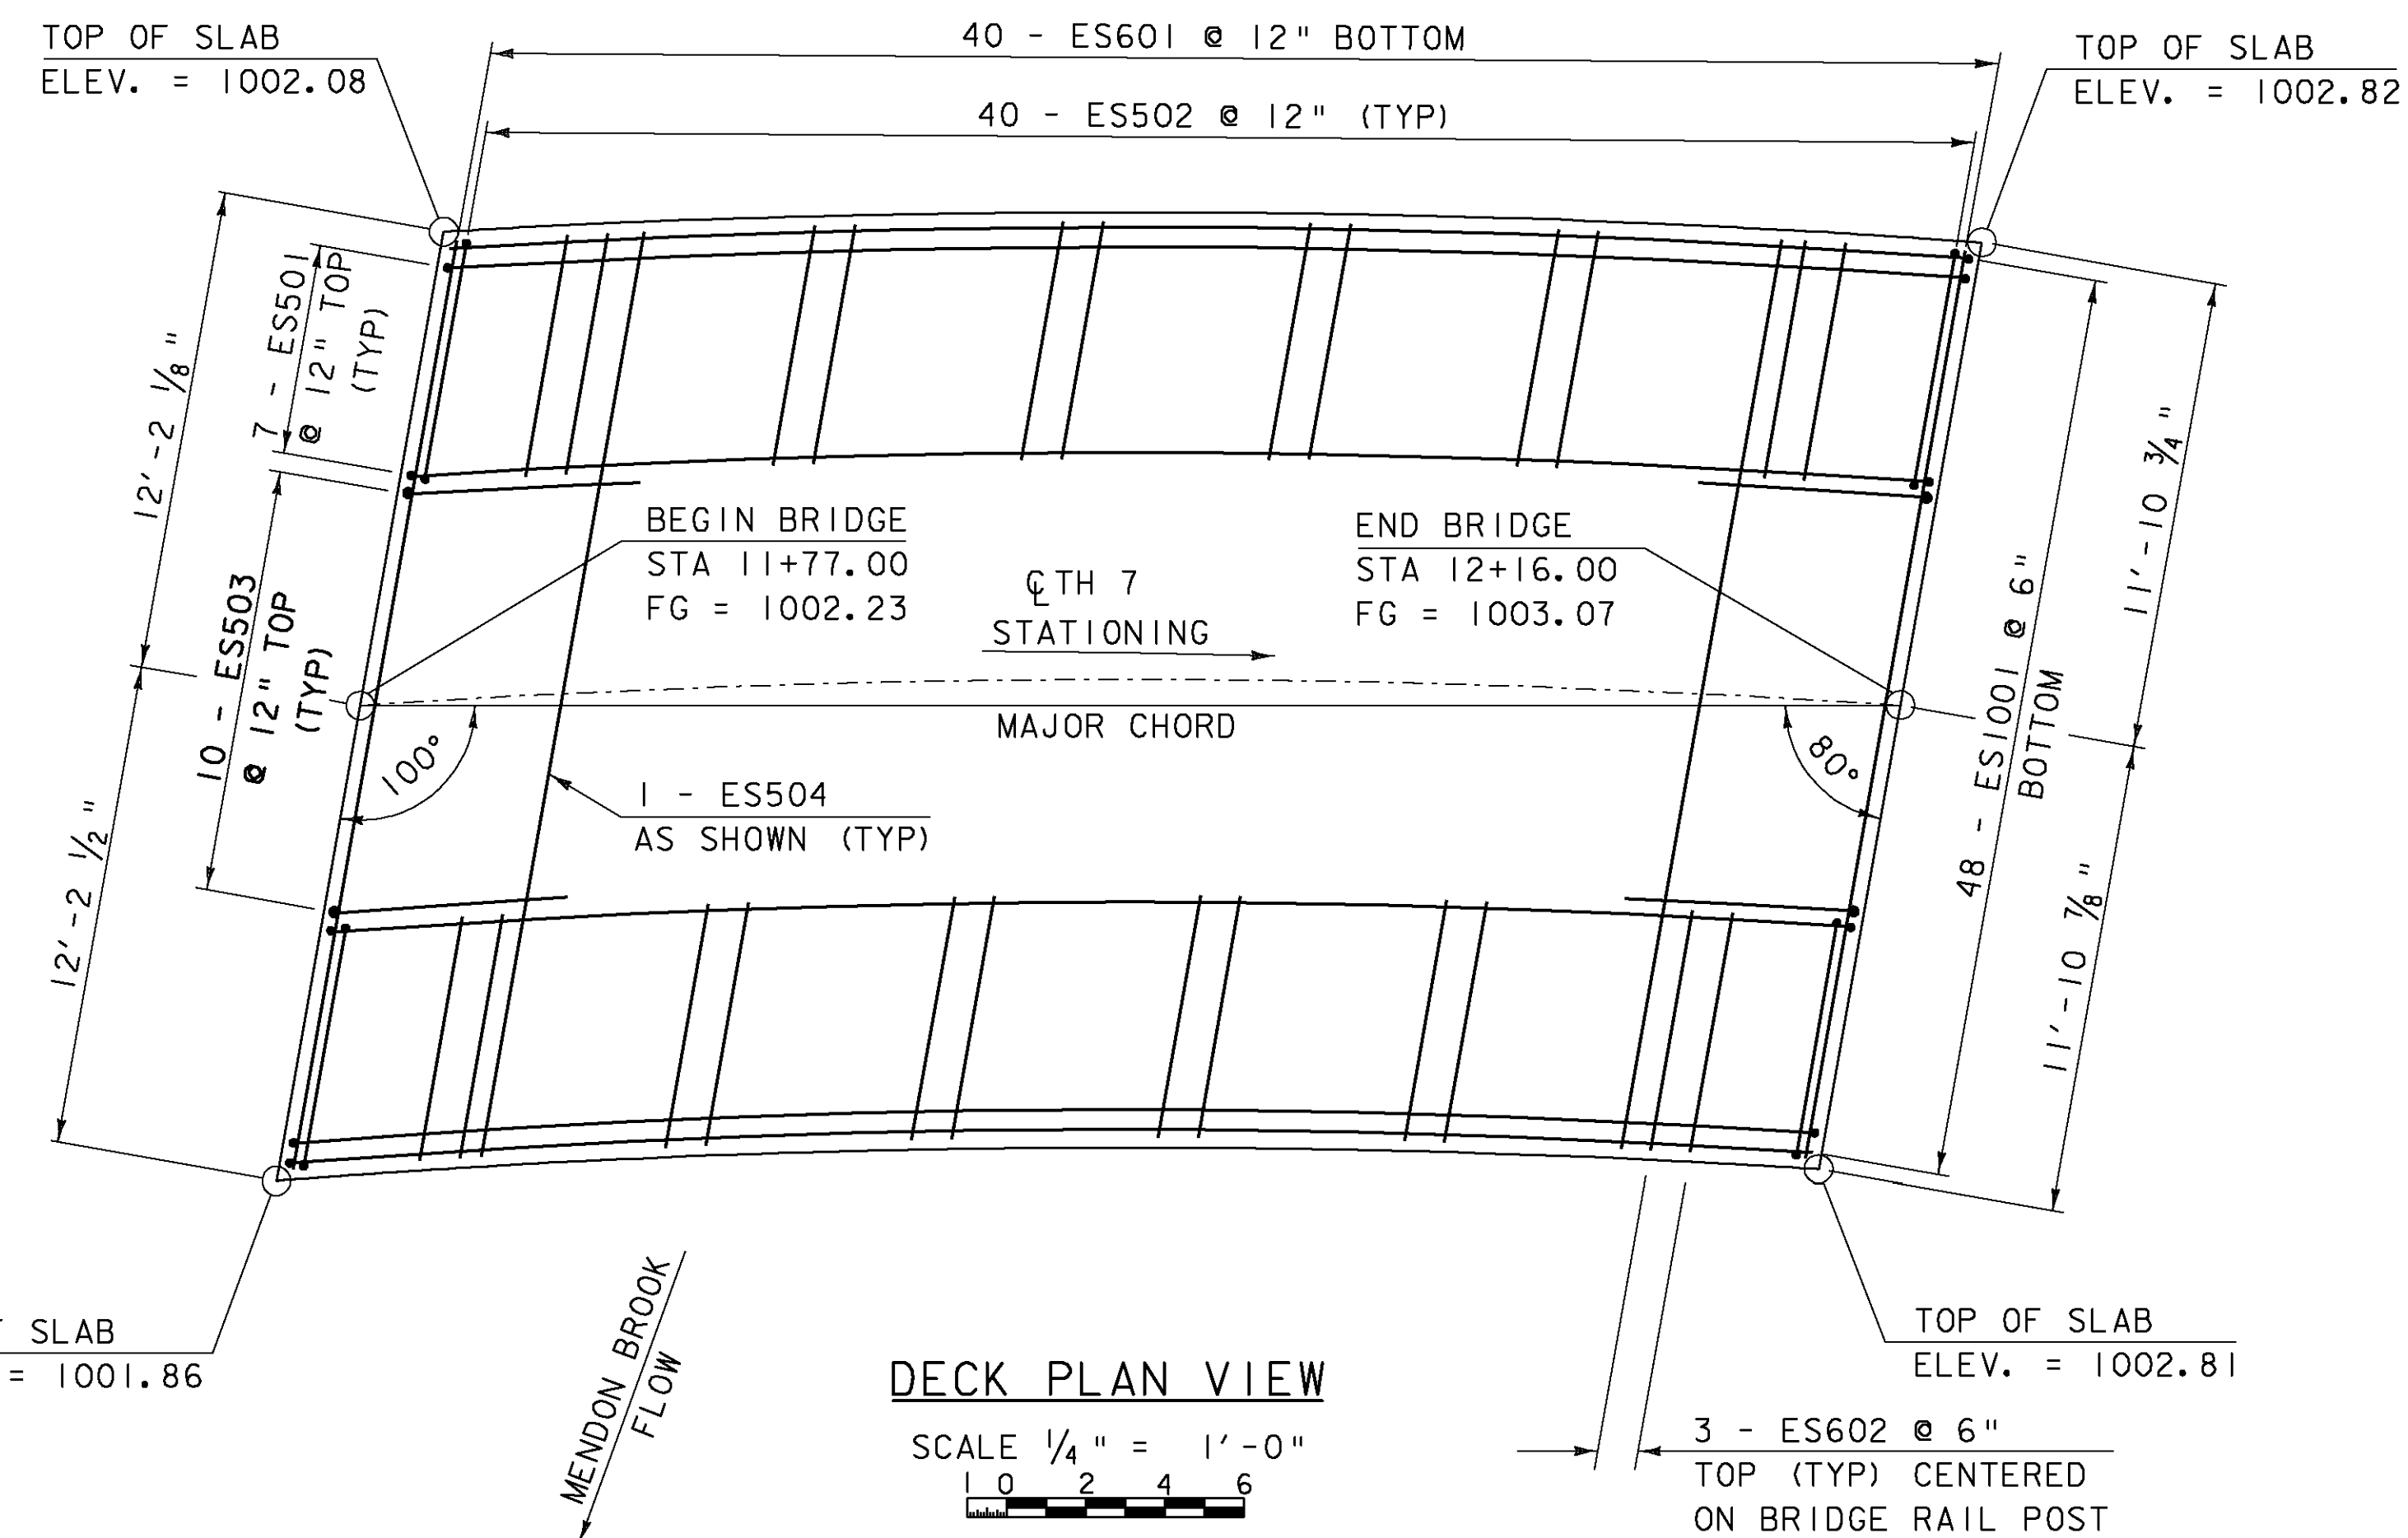 TOP OF SLAB
ELEV. = 1002.08
40 - ES601 @ 12" BOTTOM
40 - ES502 @ 12" (TYP)
TOP OF SLAB
ELEV. = 1002.82
12'-2 1/8"
7 - ES501
@ 12" TOP
(TYP)
10 - ES503
@ 12" TOP
(TYP)
12'-2 1/2"
BEGIN BRIDGE
STA 11+77.00
FG = 1002.23
℄ TH 7
STATIONING
END BRIDGE
STA 12+16.00
FG = 1003.07
MAJOR CHORD
100°
80°
1 - ES504
AS SHOWN (TYP)
48 - ES1001 @ 6"
BOTTOM
11'-10 3/4"
11'-10 7/8"
SLAB
= 1001.86
MENDON BROOK
FLOW
DECK PLAN VIEW
SCALE 1/4" = 1'-0"
1 0 2 4 6
TOP OF SLAB
ELEV. = 1002.81
3 - ES602 @ 6"
TOP (TYP) CENTERED
ON BRIDGE RAIL POST